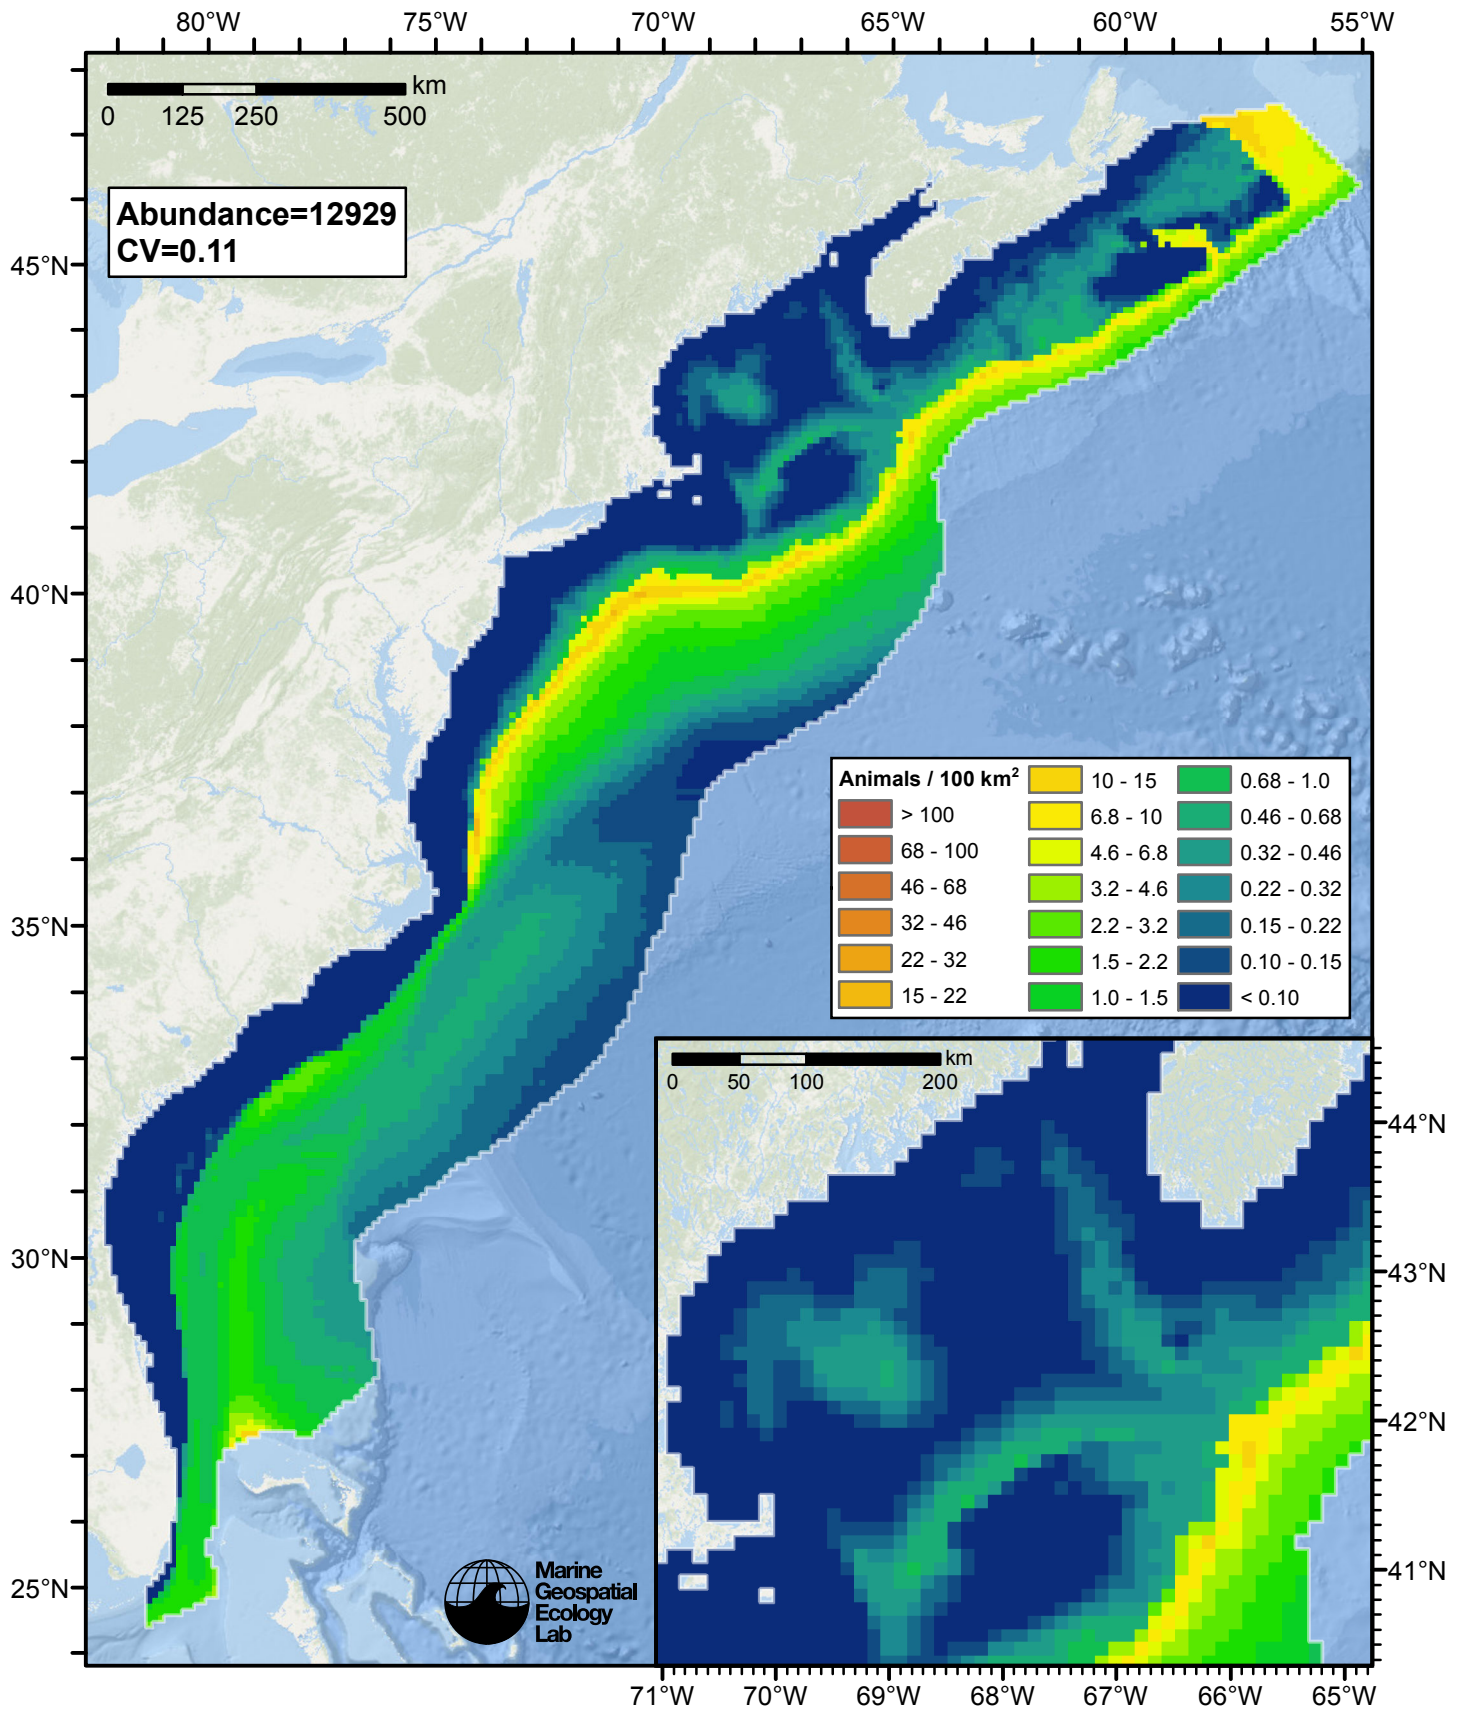 80°W 75°W 70°W 65°W 60°W 55°W
km
0 125 250 500
Abundance=12929
CV=0.11
45°N
40°N
35°N
30°N
25°N
Animals / 100 km²
> 100
68 - 100
46 - 68
32 - 46
22 - 32
15 - 22
10 - 15
6.8 - 10
4.6 - 6.8
3.2 - 4.6
2.2 - 3.2
1.5 - 2.2
1.0 - 1.5
0.68 - 1.0
0.46 - 0.68
0.32 - 0.46
0.22 - 0.32
0.15 - 0.22
0.10 - 0.15
< 0.10
km
0 50 100 200
44°N
43°N
42°N
41°N
Marine
Geospatial
Ecology
Lab
71°W 70°W 69°W 68°W 67°W 66°W 65°W